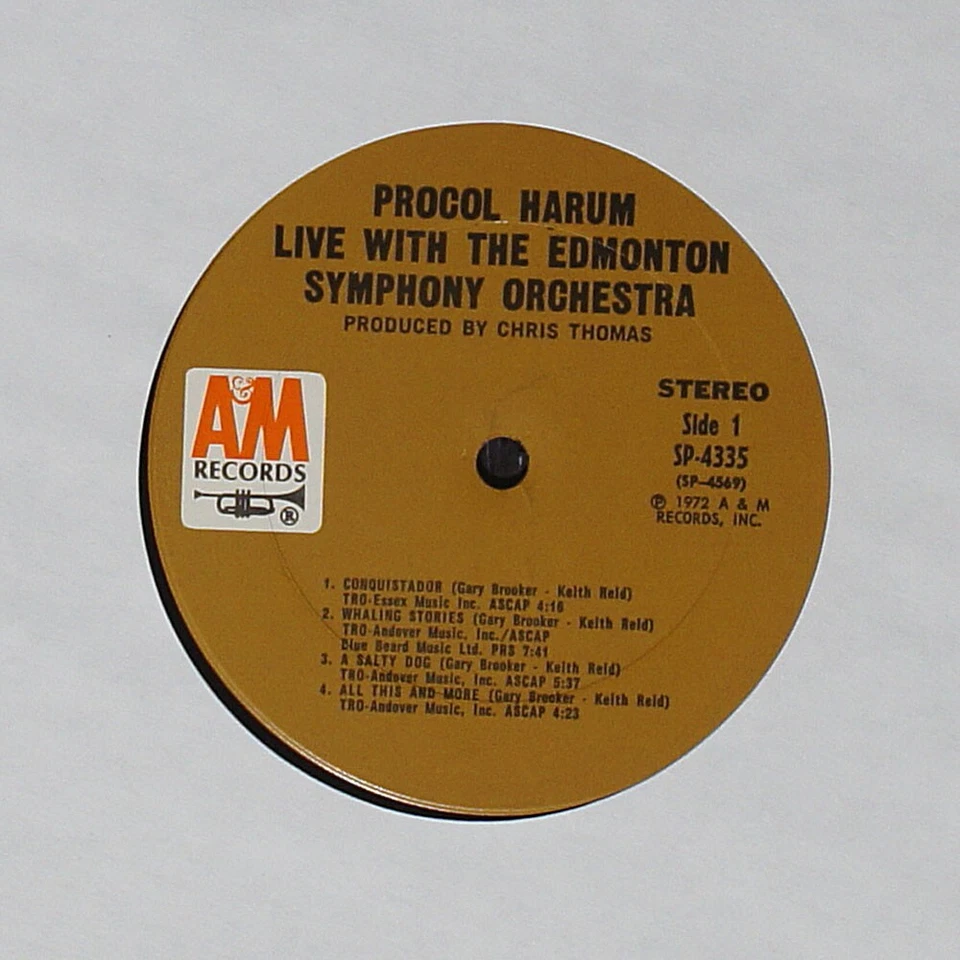 PROCOL HARUM
LIVE WITH THE EDMONTON
SYMPHONY ORCHESTRA
PRODUCED BY CHRIS THOMAS
A&M
RECORDS
®
STEREO
Side 1
SP-4335
(SP-4569)
℗ 1972 A & M
RECORDS, INC.
1. CONQUISTADOR (Gary Brooker - Keith Reid)
TRO-Essex Music Inc. ASCAP 4:16
2. WHALING STORIES (Gary Brooker - Keith Reid)
TRO-Andover Music, Inc./ASCAP
Blue Beard Music Ltd. PRS 7:41
3. A SALTY DOG (Gary Brooker - Keith Reid)
TRO-Andover Music, Inc. ASCAP 5:37
4. ALL THIS AND MORE (Gary Brooker - Keith Reid)
TRO-Andover Music, Inc. ASCAP 4:23